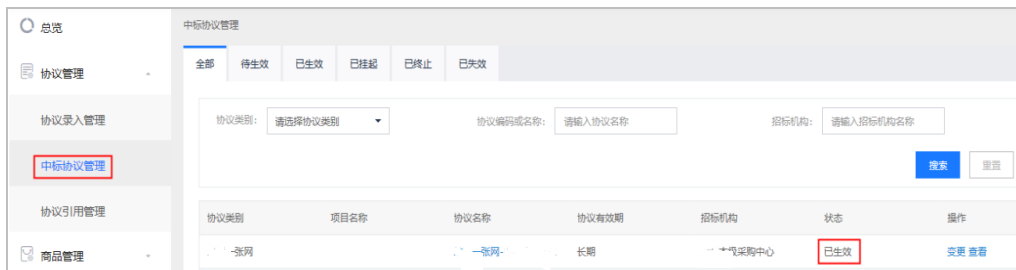 总览
中标协议管理
协议管理
全部 待生效 已生效 已挂起 已终止 已失效
协议录入管理
协议类别: 请选择协议类别 协议编码或名称: 请输入协议名称 招标机构: 请输入招标机构名称
中标协议管理
搜索 重置
协议引用管理
协议类别 项目名称 协议名称 协议有效期 招标机构 状态 操作
商品管理
-张网 一张网- 长期 级采购中心 已生效 变更 查看